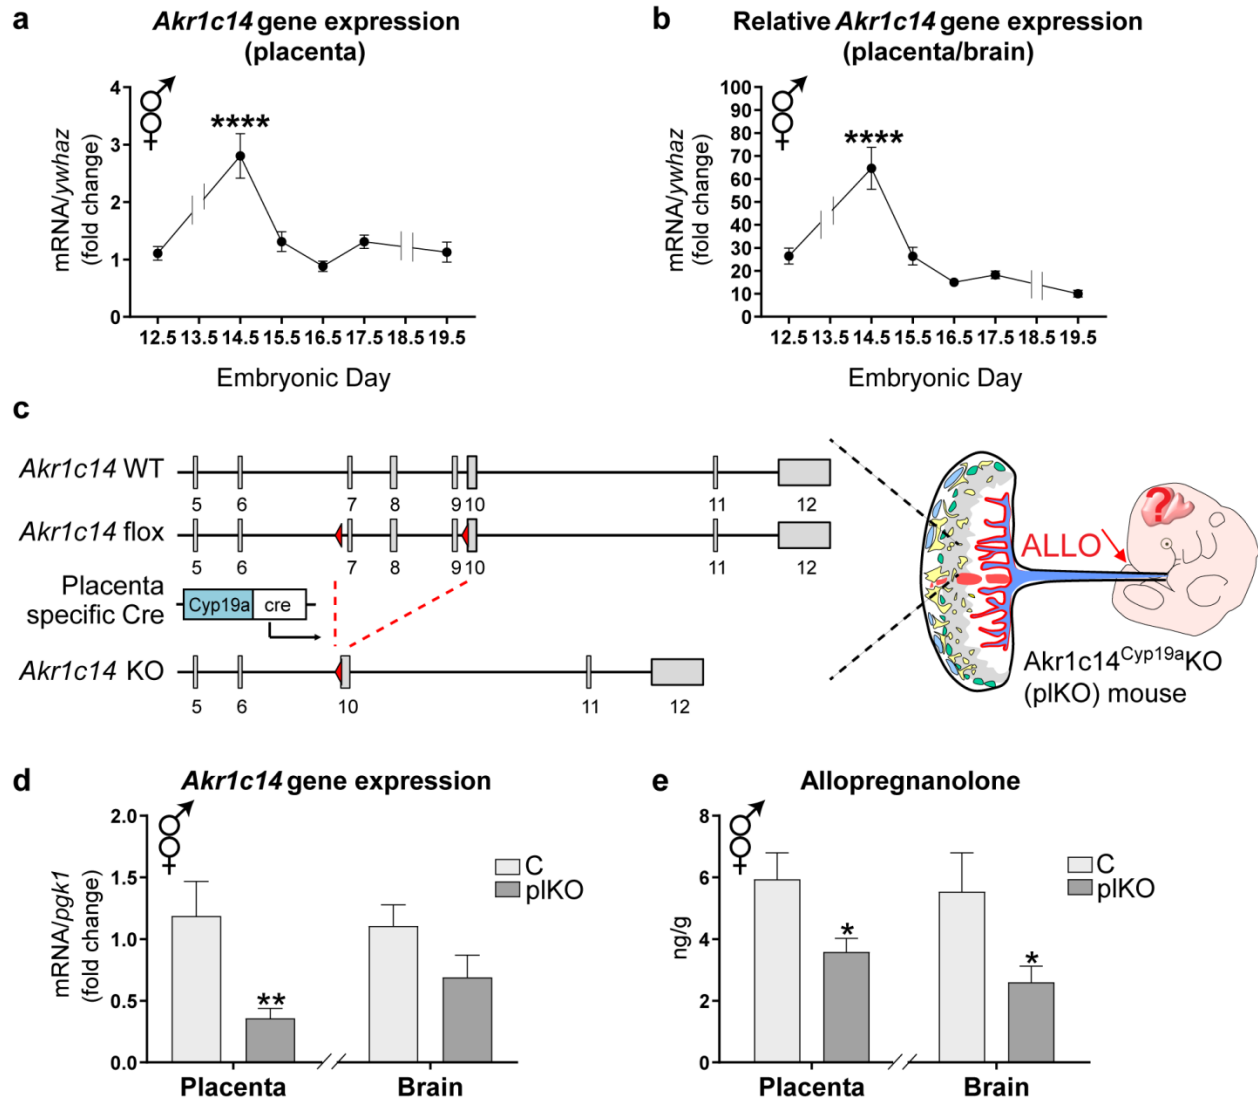 a
Akr1c14 gene expression
(placenta)
mRNA/ywhaz
(fold change)
4
3
2
1
0
****
12.5 13.5 14.5 15.5 16.5 17.5 18.5 19.5
Embryonic Day
b
Relative Akr1c14 gene expression
(placenta/brain)
mRNA/ywhaz
(fold change)
100
90
80
70
60
50
40
30
20
10
0
****
12.5 13.5 14.5 15.5 16.5 17.5 18.5 19.5
Embryonic Day
c
Akr1c14 WT
5 6 7 8 9 10 11 12
Akr1c14 flox
5 6 7 8 9 10 11 12
Placenta
specific Cre
Cyp19a cre
Akr1c14 KO
5 6 10 11 12
?
ALLO
Akr1c14Cyp19aKO
(plKO) mouse
d
Akr1c14 gene expression
mRNA/pgk1
(fold change)
2.0
1.5
1.0
0.5
0.0
**
C
plKO
Placenta Brain
e
Allopregnanolone
ng/g
8
6
4
2
0
*
*
C
plKO
Placenta Brain